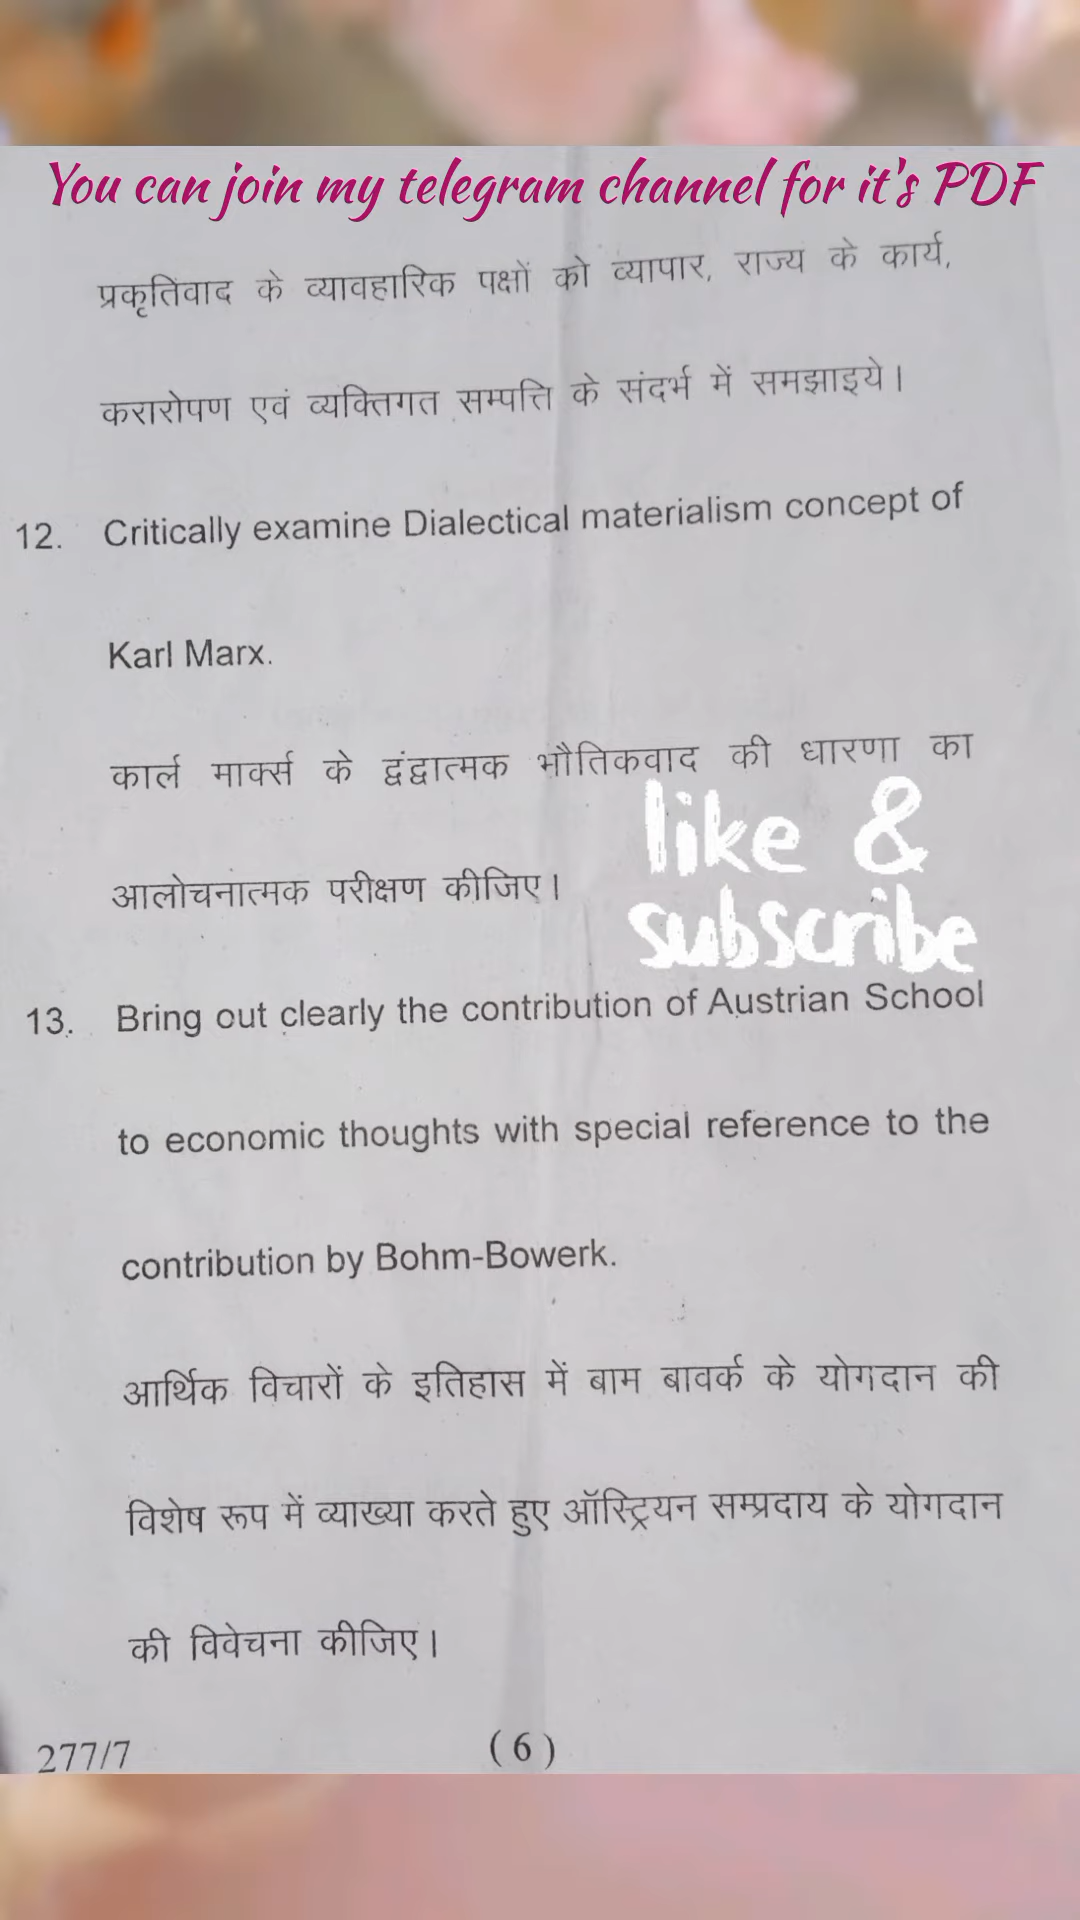 You can join my telegram channel for it's PDF
प्रकृतिवाद के व्यावहारिक पक्षों को व्यापार, राज्य के कार्य,
करारोपण एवं व्यक्तिगत सम्पत्ति के संदर्भ में समझाइये।
12. Critically examine Dialectical materialism concept of
Karl Marx.
कार्ल मार्क्स के द्वंद्वात्मक भौतिकवाद की धारणा का
आलोचनात्मक परीक्षण कीजिए।
like &
subscribe
13. Bring out clearly the contribution of Austrian School
to economic thoughts with special reference to the
contribution by Bohm-Bowerk.
आर्थिक विचारों के इतिहास में बाम बावर्क के योगदान की
विशेष रूप में व्याख्या करते हुए ऑस्ट्रियन सम्प्रदाय के योगदान
की विवेचना कीजिए।
277/7
( 6 )